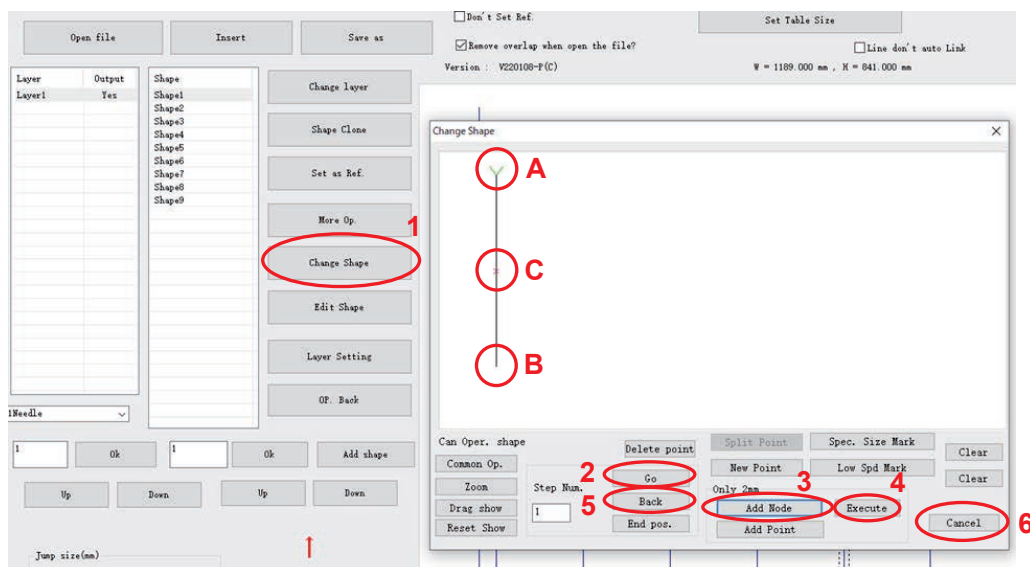 Open file
Insert
Save as
Don't Set Ref.
Set Table Size
Remove overlap when open the file?
Line don't auto Link
Version : V220108-P(C)
W = 1189.000 mm , H = 841.000 mm
Layer Output
Layer1 Yes
Shape
Shape1
Shape2
Shape3
Shape4
Shape5
Shape6
Shape7
Shape8
Shape9
Change layer
Shape Clone
Set as Ref.
More Op.
1
Change Shape
Edit Shape
Layer Setting
OP. Back
1Needle
1
Ok
1
Ok
Add shape
Up
Down
Up
Down
Jump size(mm)
Change Shape
A
C
B
Can Oper. shape
Common Op.
Zoom
Drag show
Reset Show
Step Num.
1
Delete point
2
Go
5
Back
End pos.
Split Point
Spec. Size Mark
New Point
Low Spd Mark
Only 2mm
3
Add Node
4
Execute
Add Point
Clear
Clear
Cancel
6